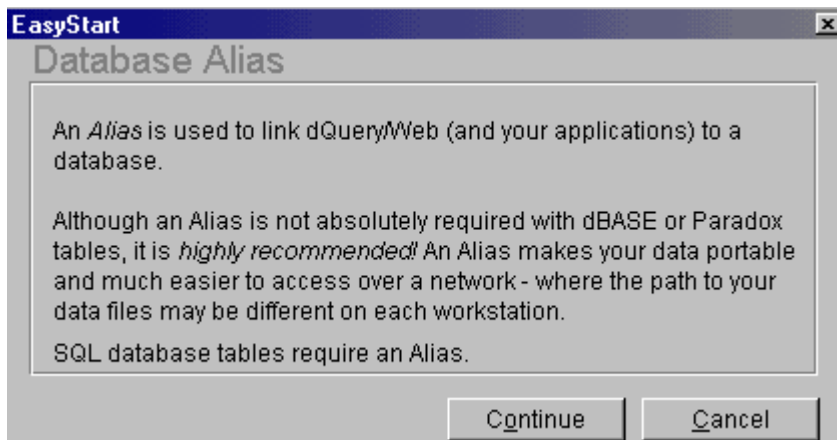 EasyStart
Database Alias
An Alias is used to link dQuery/Web (and your applications) to a
database.
Although an Alias is not absolutely required with dBASE or Paradox
tables, it is highly recommended! An Alias makes your data portable
and much easier to access over a network - where the path to your
data files may be different on each workstation.
SQL database tables require an Alias.
Continue
Cancel